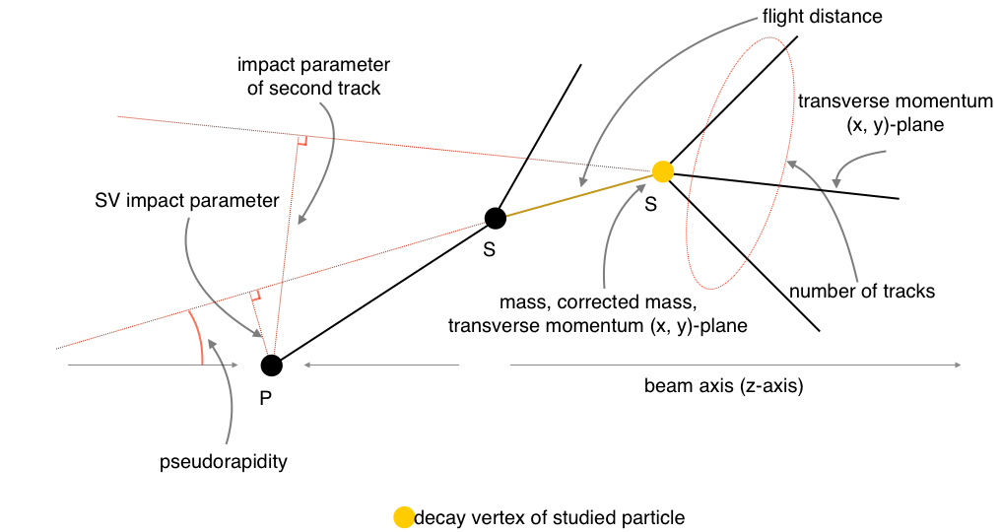 flight distance
impact parameter
of second track
transverse momentum
(x, y)-plane
SV impact parameter
S
S
mass, corrected mass,
transverse momentum (x, y)-plane
number of tracks
P
beam axis (z-axis)
pseudorapidity
decay vertex of studied particle